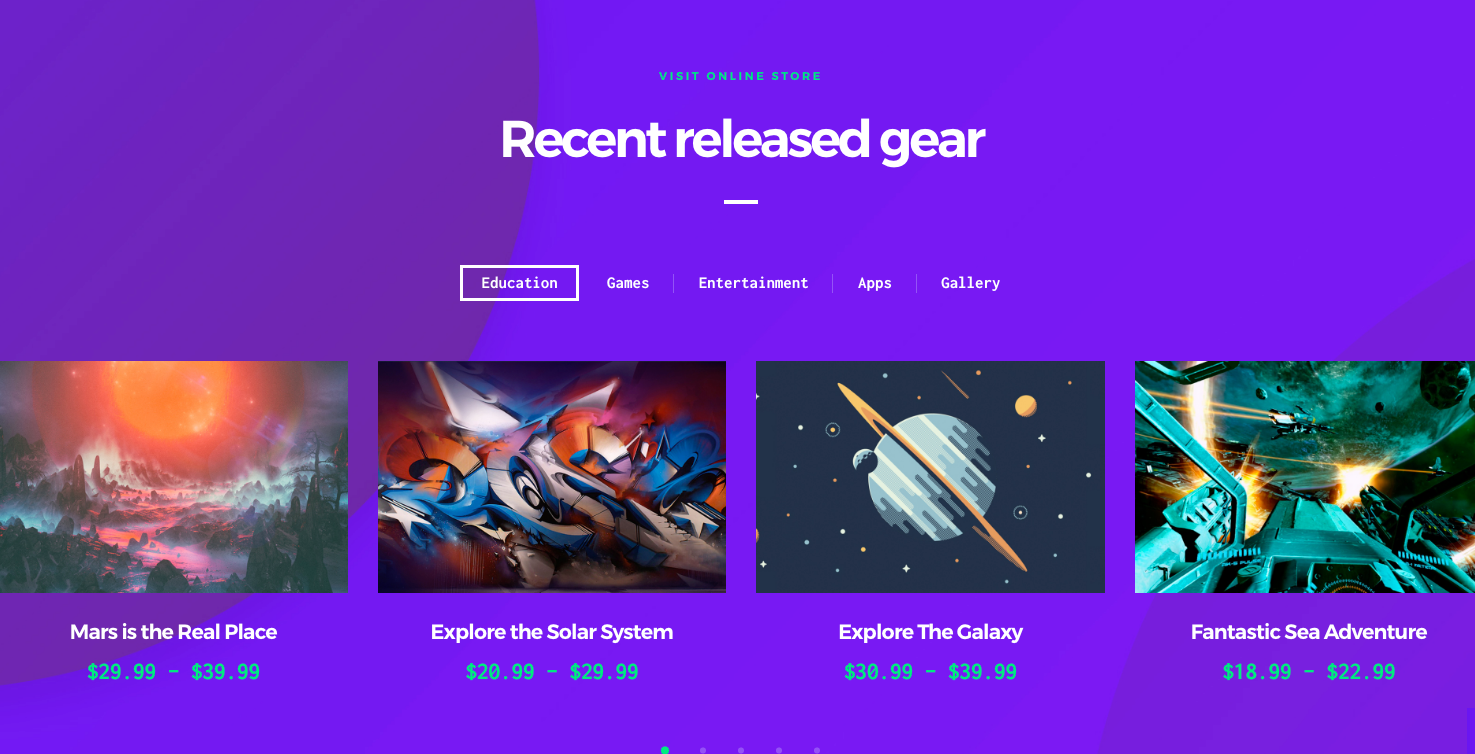 VISIT ONLINE STORE
Recent released gear
Education
Games
Entertainment
Apps
Gallery
Mars is the Real Place
$29.99 – $39.99
Explore the Solar System
$20.99 – $29.99
Explore The Galaxy
$30.99 – $39.99
Fantastic Sea Adventure
$18.99 – $22.99